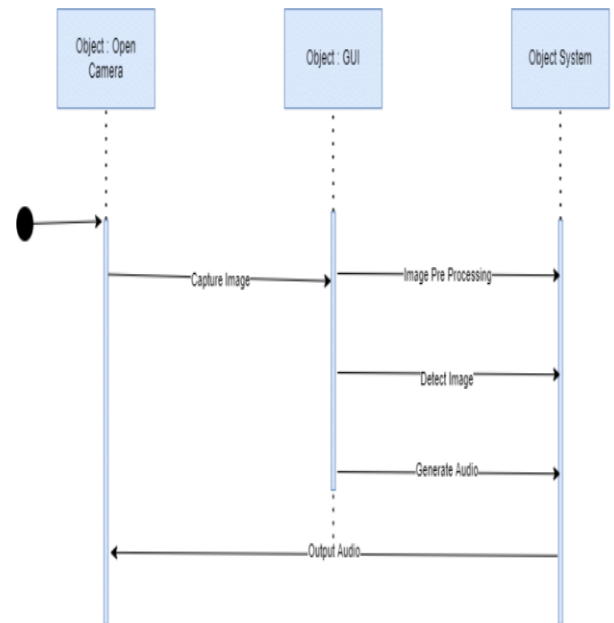 Object : Open
Camera
Object : GUI
Object System
Capture Image
Image Pre Processing
Detect Image
Generate Audio
Output Audio